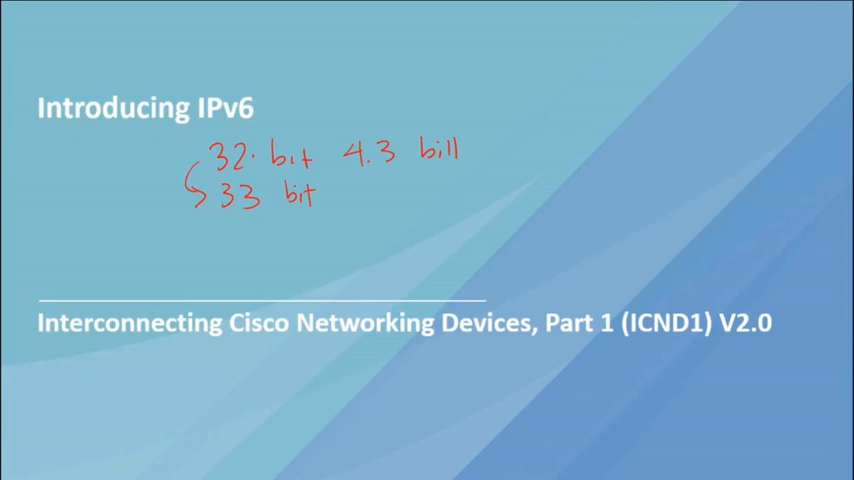 Introducing IPv6
32 bit 4.3 bill
33 bit
Interconnecting Cisco Networking Devices, Part 1 (ICND1) V2.0